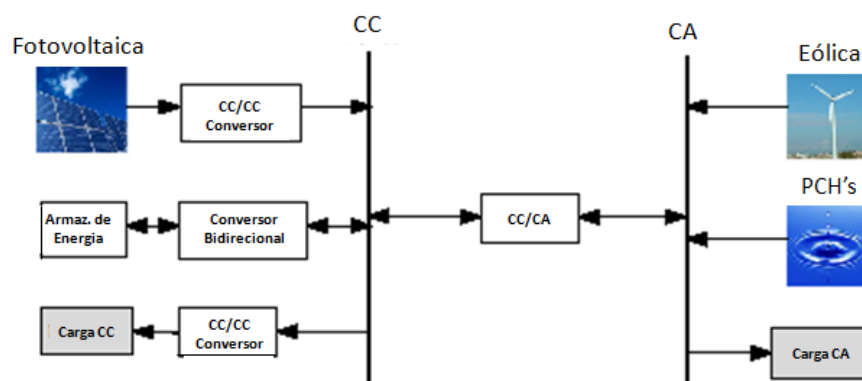 CC
CA
Fotovoltaica
Eólica
CC/CC
Conversor
PCH's
Armaz. de
Energia
Conversor
Bidirecional
CC/CA
Carga CC
CC/CC
Conversor
Carga CA